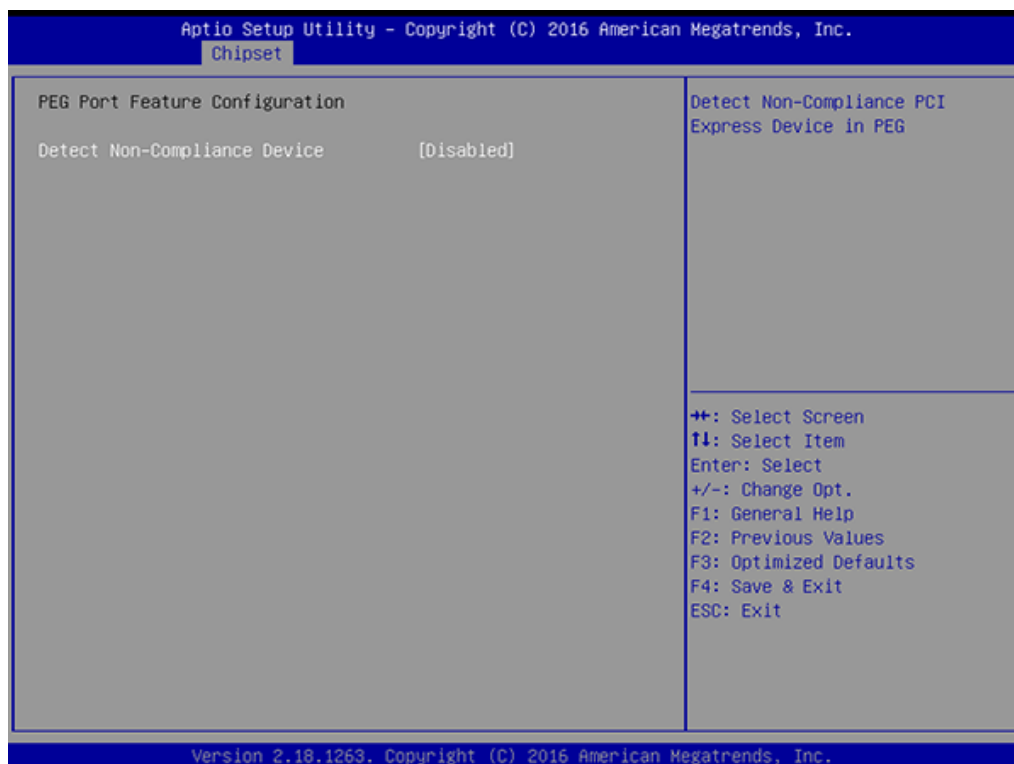 Aptio Setup Utility - Copyright (C) 2016 American Megatrends, Inc.
Chipset
PEG Port Feature Configuration
Detect Non-Compliance Device [Disabled]
Detect Non-Compliance PCI
Express Device in PEG
→←: Select Screen
↑↓: Select Item
Enter: Select
+/-: Change Opt.
F1: General Help
F2: Previous Values
F3: Optimized Defaults
F4: Save & Exit
ESC: Exit
Version 2.18.1263. Copyright (C) 2016 American Megatrends, Inc.